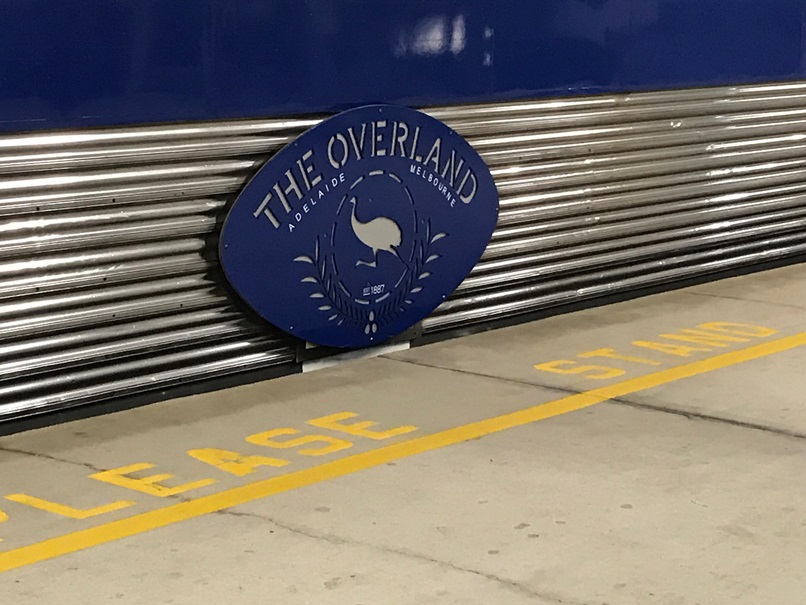 THE OVERLAND
ADELAIDE MELBOURNE
EST 1887
PLEASE STAND